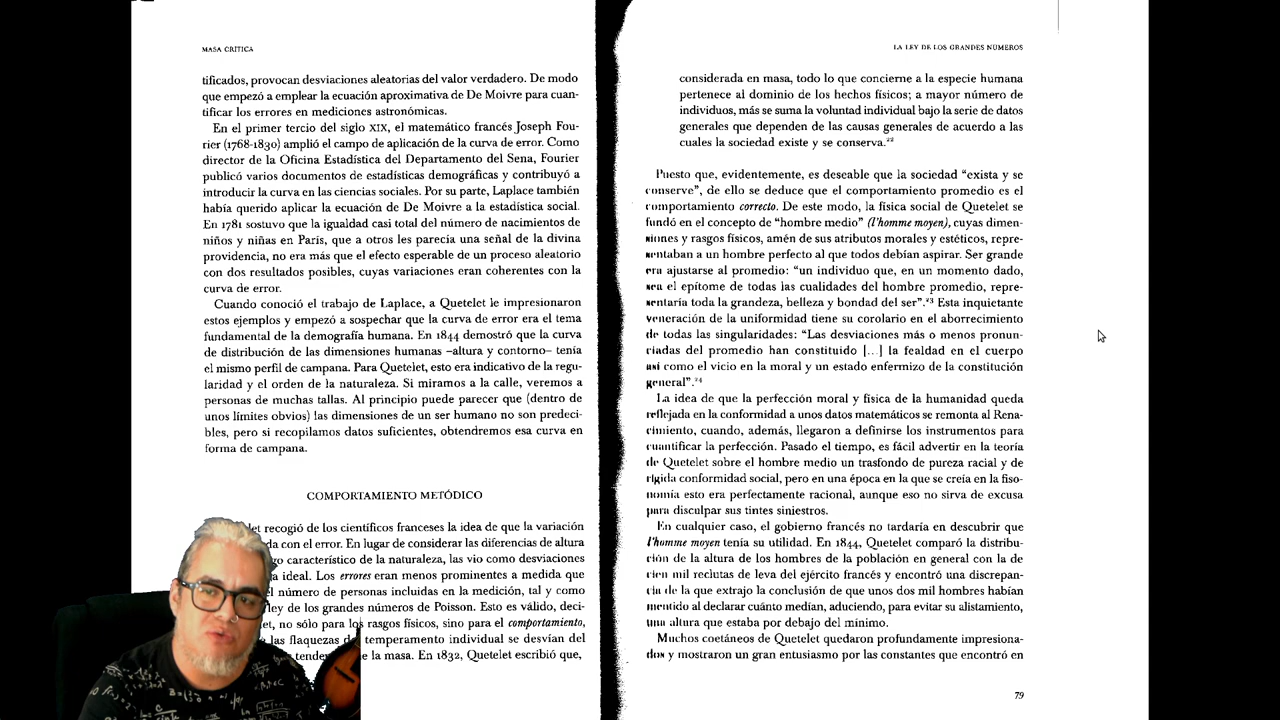 MASA CRÍTICA
tificados, provocan desviaciones aleatorias del valor verdadero. De modo
que empezó a emplear la ecuación aproximativa de De Moivre para cuan-
tificar los errores en mediciones astronómicas.
En el primer tercio del siglo XIX, el matemático francés Joseph Fou-
rier (1768-1830) amplió el campo de aplicación de la curva de error. Como
director de la Oficina Estadística del Departamento del Sena, Fourier
publicó varios documentos de estadísticas demográficas y contribuyó a
introducir la curva en las ciencias sociales. Por su parte, Laplace también
había querido aplicar la ecuación de De Moivre a la estadística social.
En 1781 sostuvo que la igualdad casi total del número de nacimientos de
niños y niñas en París, que a otros les parecía una señal de la divina
providencia, no era más que el efecto esperable de un proceso aleatorio
con dos resultados posibles, cuyas variaciones eran coherentes con la
curva de error.
Cuando conoció el trabajo de Laplace, a Quetelet le impresionaron
estos ejemplos y empezó a sospechar que la curva de error era el tema
fundamental de la demografía humana. En 1844 demostró que la curva
de distribución de las dimensiones humanas –altura y contorno– tenía
el mismo perfil de campana. Para Quetelet, esto era indicativo de la regu-
laridad y el orden de la naturaleza. Si miramos a la calle, veremos a
personas de muchas tallas. Al principio puede parecer que (dentro de
unos límites obvios) las dimensiones de un ser humano no son predeci-
bles, pero si recopilamos datos suficientes, obtendremos esa curva en
forma de campana.
COMPORTAMIENTO METÓDICO
let recogió de los científicos franceses la idea de que la variación
da con el error. En lugar de considerar las diferencias de altura
go característico de la naturaleza, las vio como desviaciones
a ideal. Los errores eran menos prominentes a medida que
el número de personas incluidas en la medición, tal y como
ley de los grandes números de Poisson. Esto es válido, deci-
et, no sólo para los rasgos físicos, sino para el comportamiento,
las flaquezas del temperamento individual se desvían del
tenden e la masa. En 1832, Quetelet escribió que,
LA LEY DE LOS GRANDES NÚMEROS
considerada en masa, todo lo que concierne a la especie humana
pertenece al dominio de los hechos físicos; a mayor número de
individuos, más se suma la voluntad individual bajo la serie de datos
generales que dependen de las causas generales de acuerdo a las
cuales la sociedad existe y se conserva.²²
Puesto que, evidentemente, es deseable que la sociedad “exista y se
conserve”, de ello se deduce que el comportamiento promedio es el
comportamiento correcto. De este modo, la física social de Quetelet se
fundó en el concepto de “hombre medio” (l’homme moyen), cuyas dimen-
siones y rasgos físicos, amén de sus atributos morales y estéticos, repre-
sentaban a un hombre perfecto al que todos debían aspirar. Ser grande
era ajustarse al promedio: “un individuo que, en un momento dado,
sea el epítome de todas las cualidades del hombre promedio, repre-
sentaría toda la grandeza, belleza y bondad del ser”.²³ Esta inquietante
veneración de la uniformidad tiene su corolario en el aborrecimiento
de todas las singularidades: “Las desviaciones más o menos pronun-
ciadas del promedio han constituido [...] la fealdad en el cuerpo
así como el vicio en la moral y un estado enfermizo de la constitución
general”.²⁴
La idea de que la perfección moral y física de la humanidad queda
reflejada en la conformidad a unos datos matemáticos se remonta al Rena-
cimiento, cuando, además, llegaron a definirse los instrumentos para
cuantificar la perfección. Pasado el tiempo, es fácil advertir en la teoría
de Quetelet sobre el hombre medio un trasfondo de pureza racial y de
rígida conformidad social, pero en una época en la que se creía en la fiso-
nomía esto era perfectamente racional, aunque eso no sirva de excusa
para disculpar sus tintes siniestros.
En cualquier caso, el gobierno francés no tardaría en descubrir que
l’homme moyen tenía su utilidad. En 1844, Quetelet comparó la distribu-
ción de la altura de los hombres de la población en general con la de
cien mil reclutas de leva del ejército francés y encontró una discrepan-
cia de la que extrajo la conclusión de que unos dos mil hombres habían
mentido al declarar cuánto medían, aduciendo, para evitar su alistamiento,
una altura que estaba por debajo del mínimo.
Muchos coetáneos de Quetelet quedaron profundamente impresiona-
dos y mostraron un gran entusiasmo por las constantes que encontró en
79